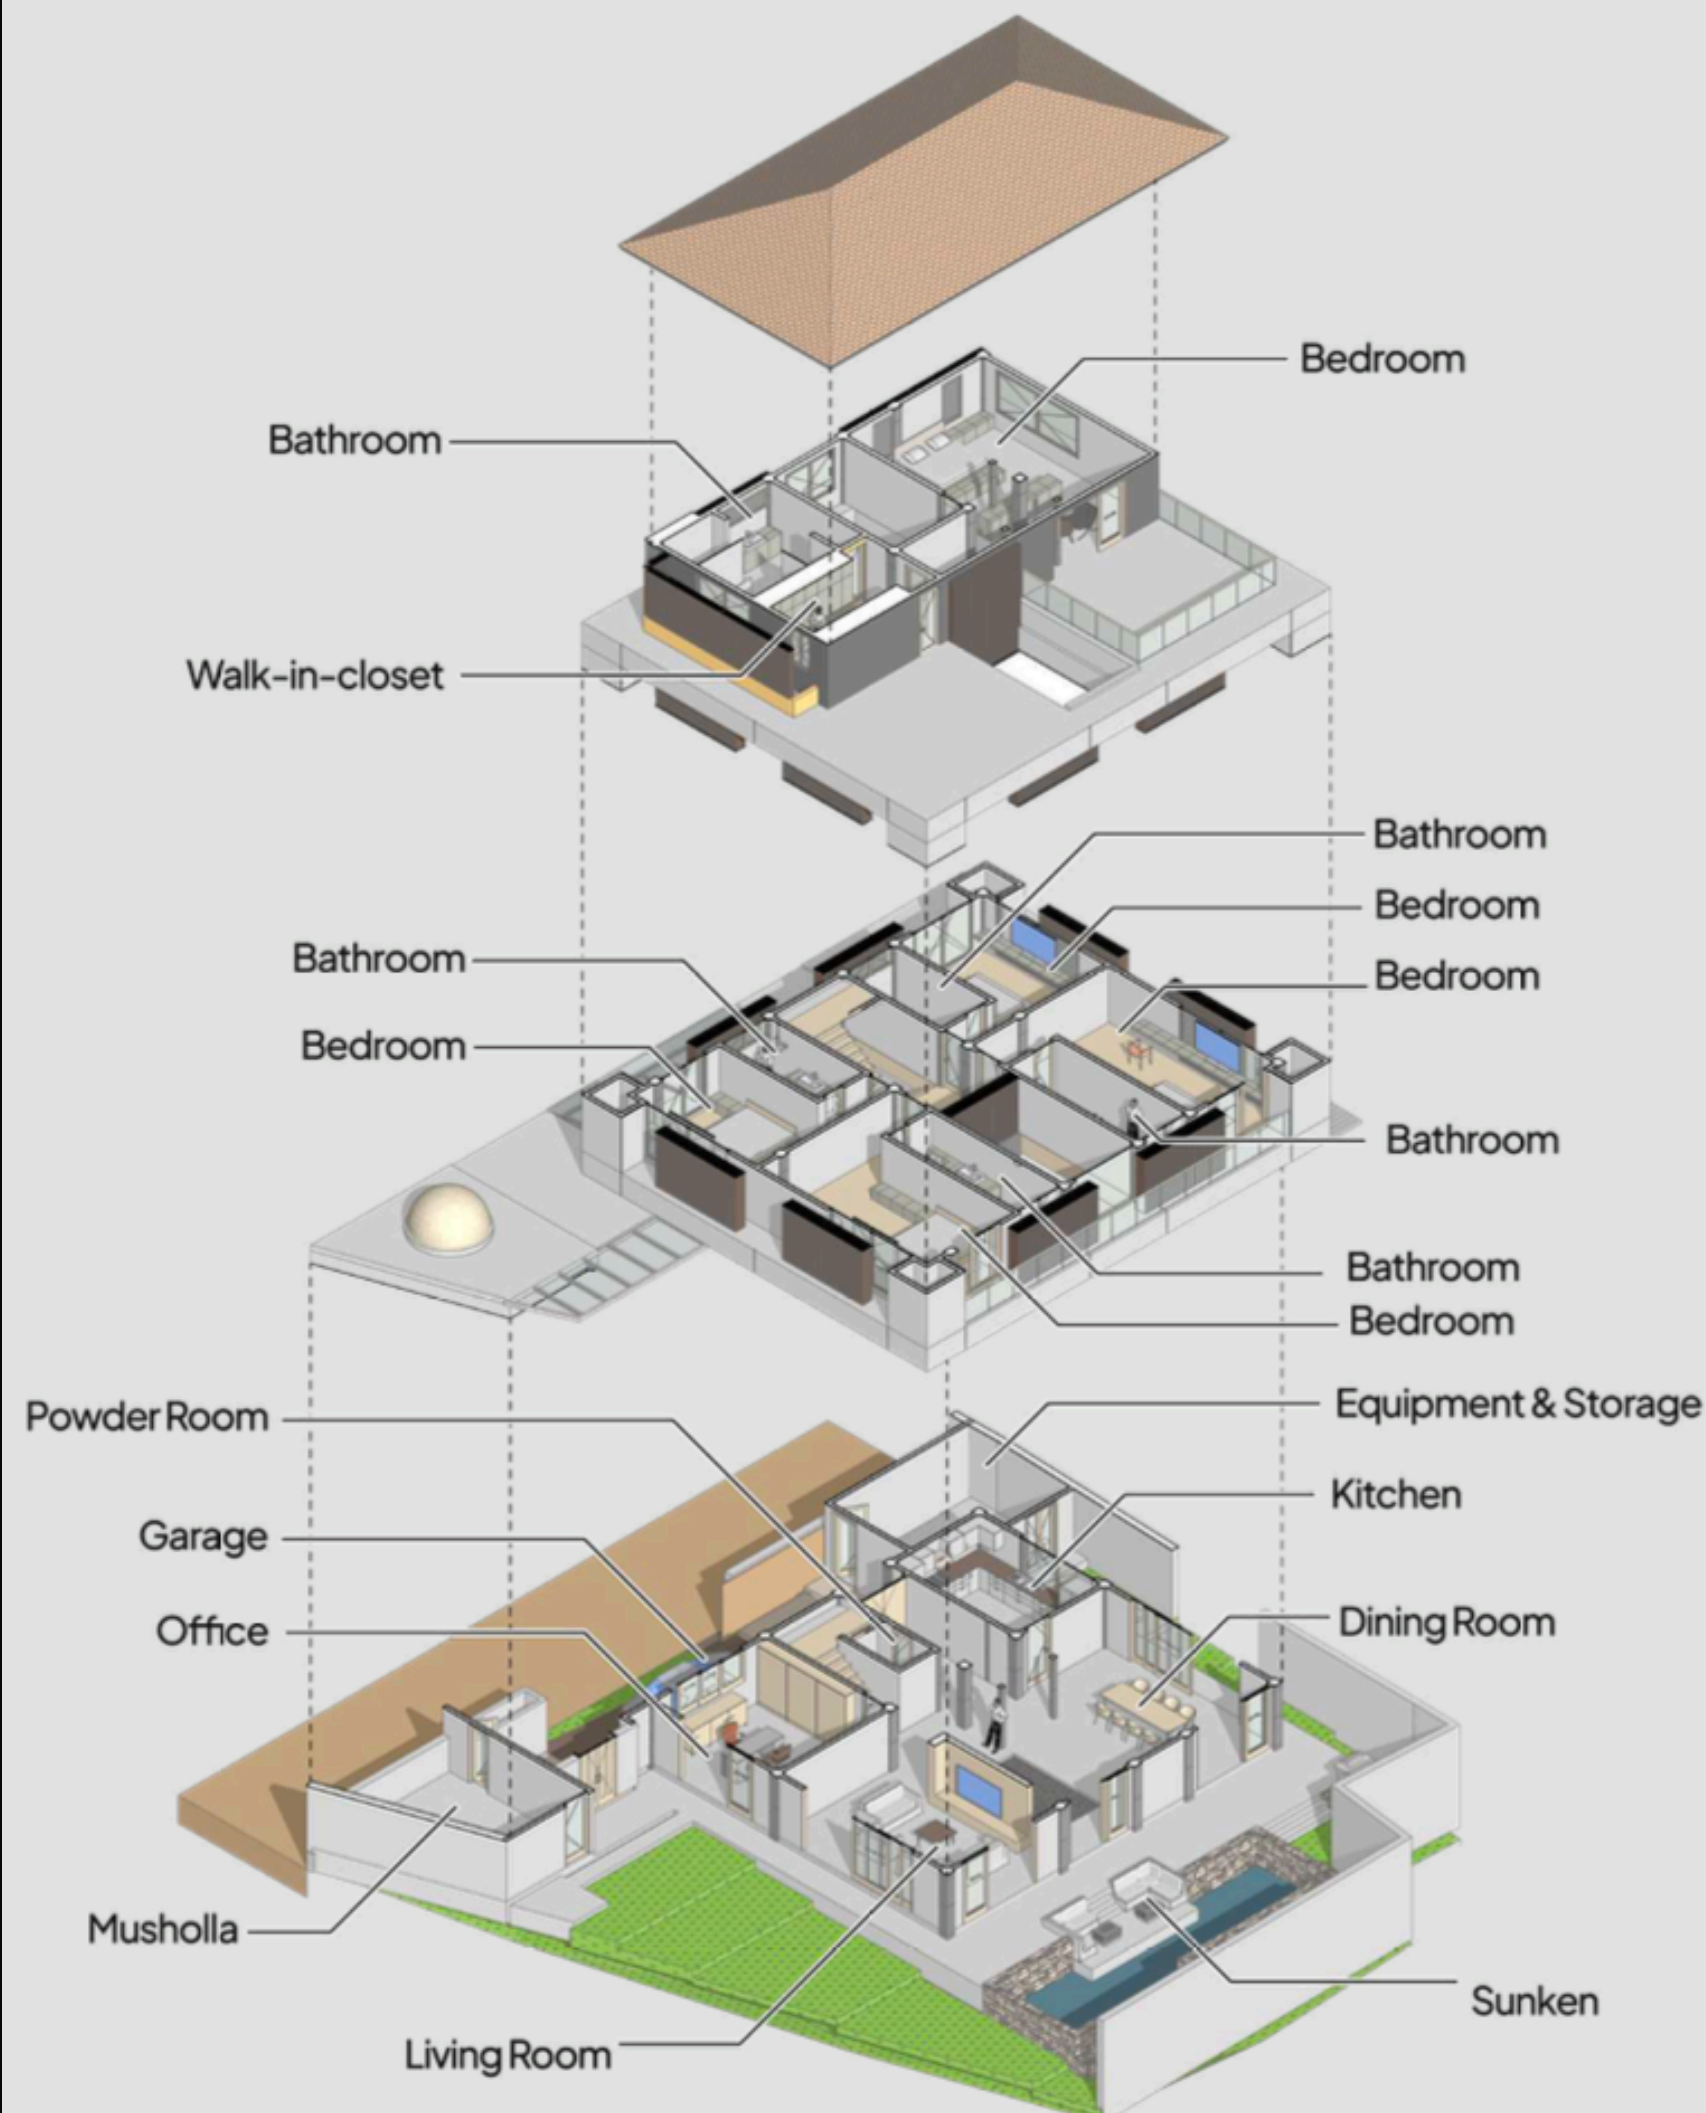 Bedroom
Bathroom
Walk-in-closet
Bathroom
Bedroom
Bathroom
Bedroom
Bedroom
Bathroom
Bathroom
Bedroom
Powder Room
Equipment & Storage
Kitchen
Garage
Dining Room
Office
Musholla
Sunken
Living Room